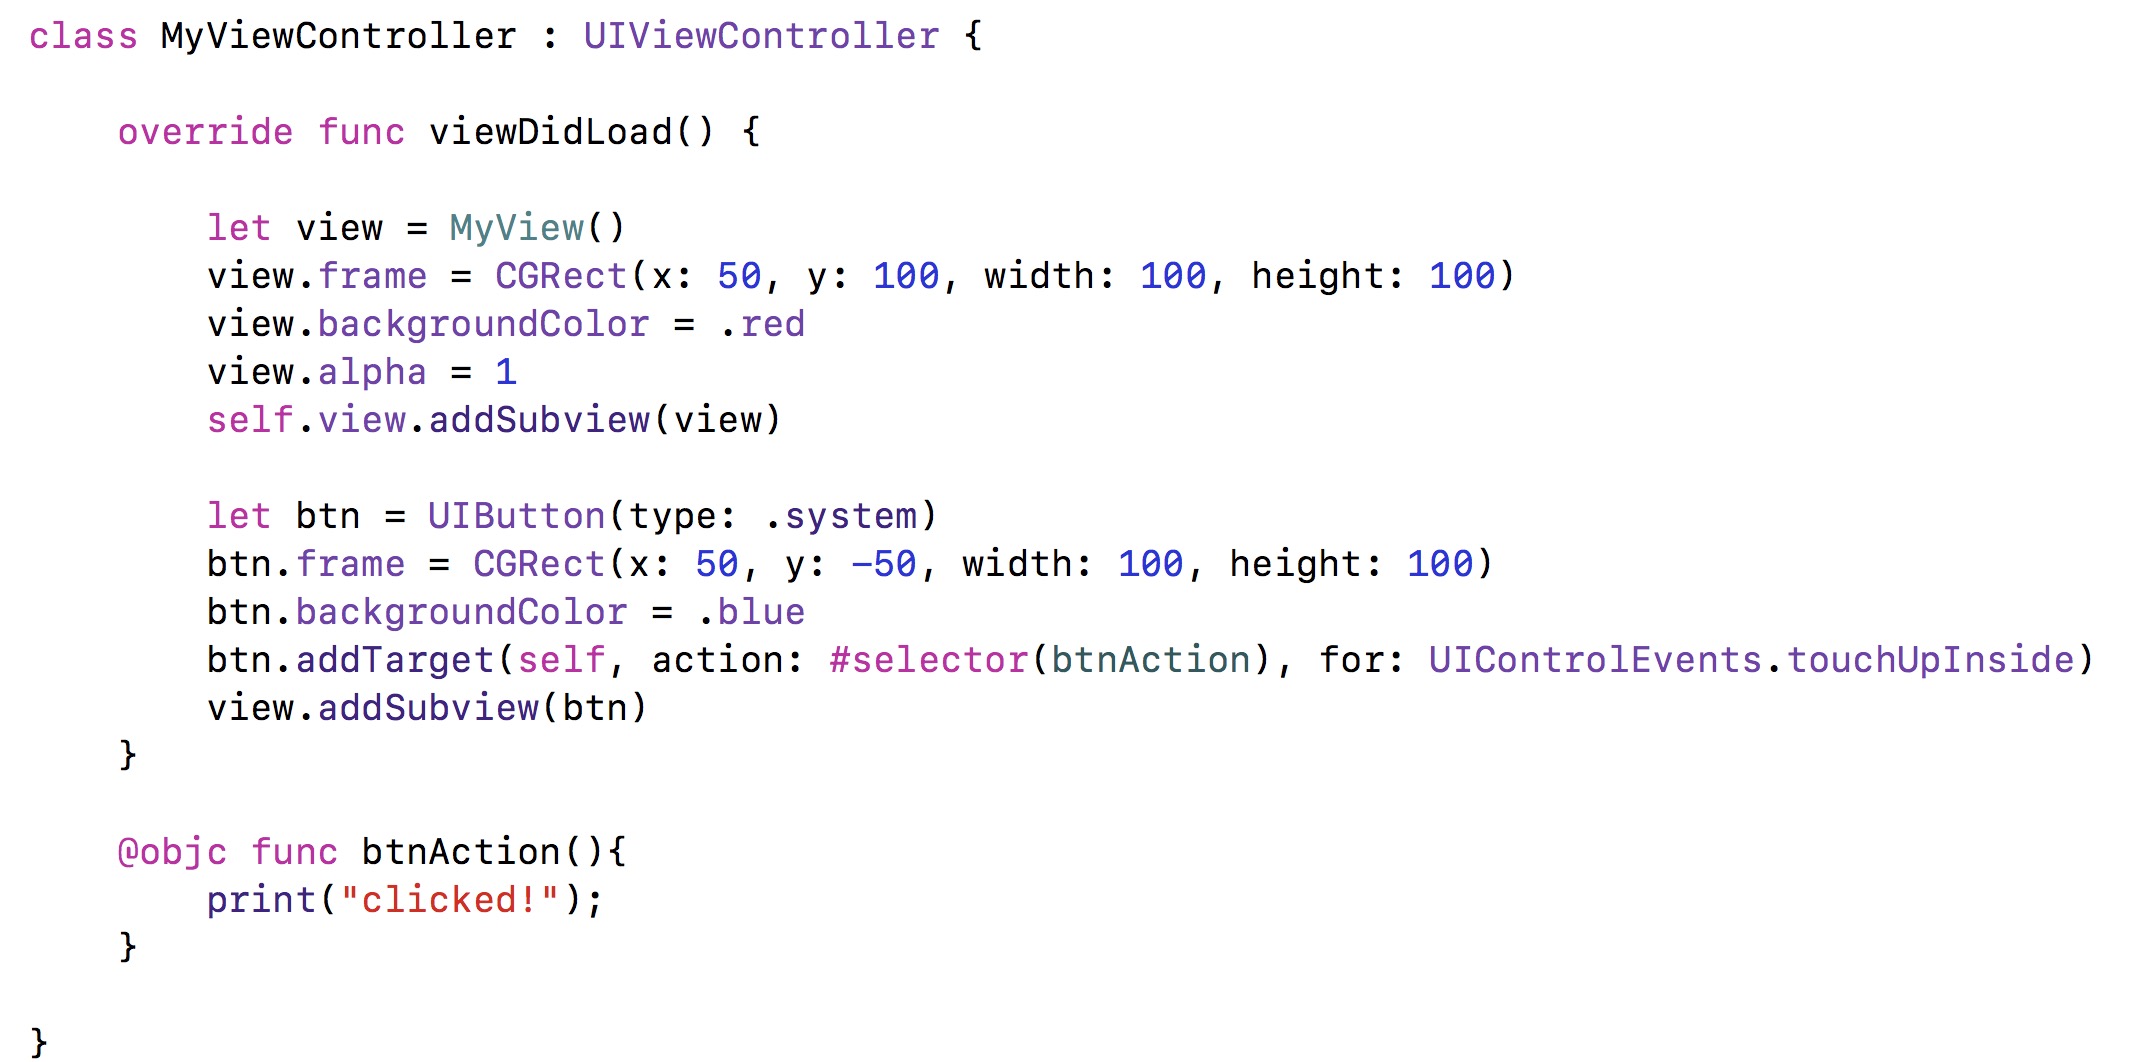 class MyViewController : UIViewController {
override func viewDidLoad() {
let view = MyView()
view.frame = CGRect(x: 50, y: 100, width: 100, height: 100)
view.backgroundColor = .red
view.alpha = 1
self.view.addSubview(view)
let btn = UIButton(type: .system)
btn.frame = CGRect(x: 50, y: -50, width: 100, height: 100)
btn.backgroundColor = .blue
btn.addTarget(self, action: #selector(btnAction), for: UIControlEvents.touchUpInside)
view.addSubview(btn)
}
@objc func btnAction(){
print("clicked!");
}
}